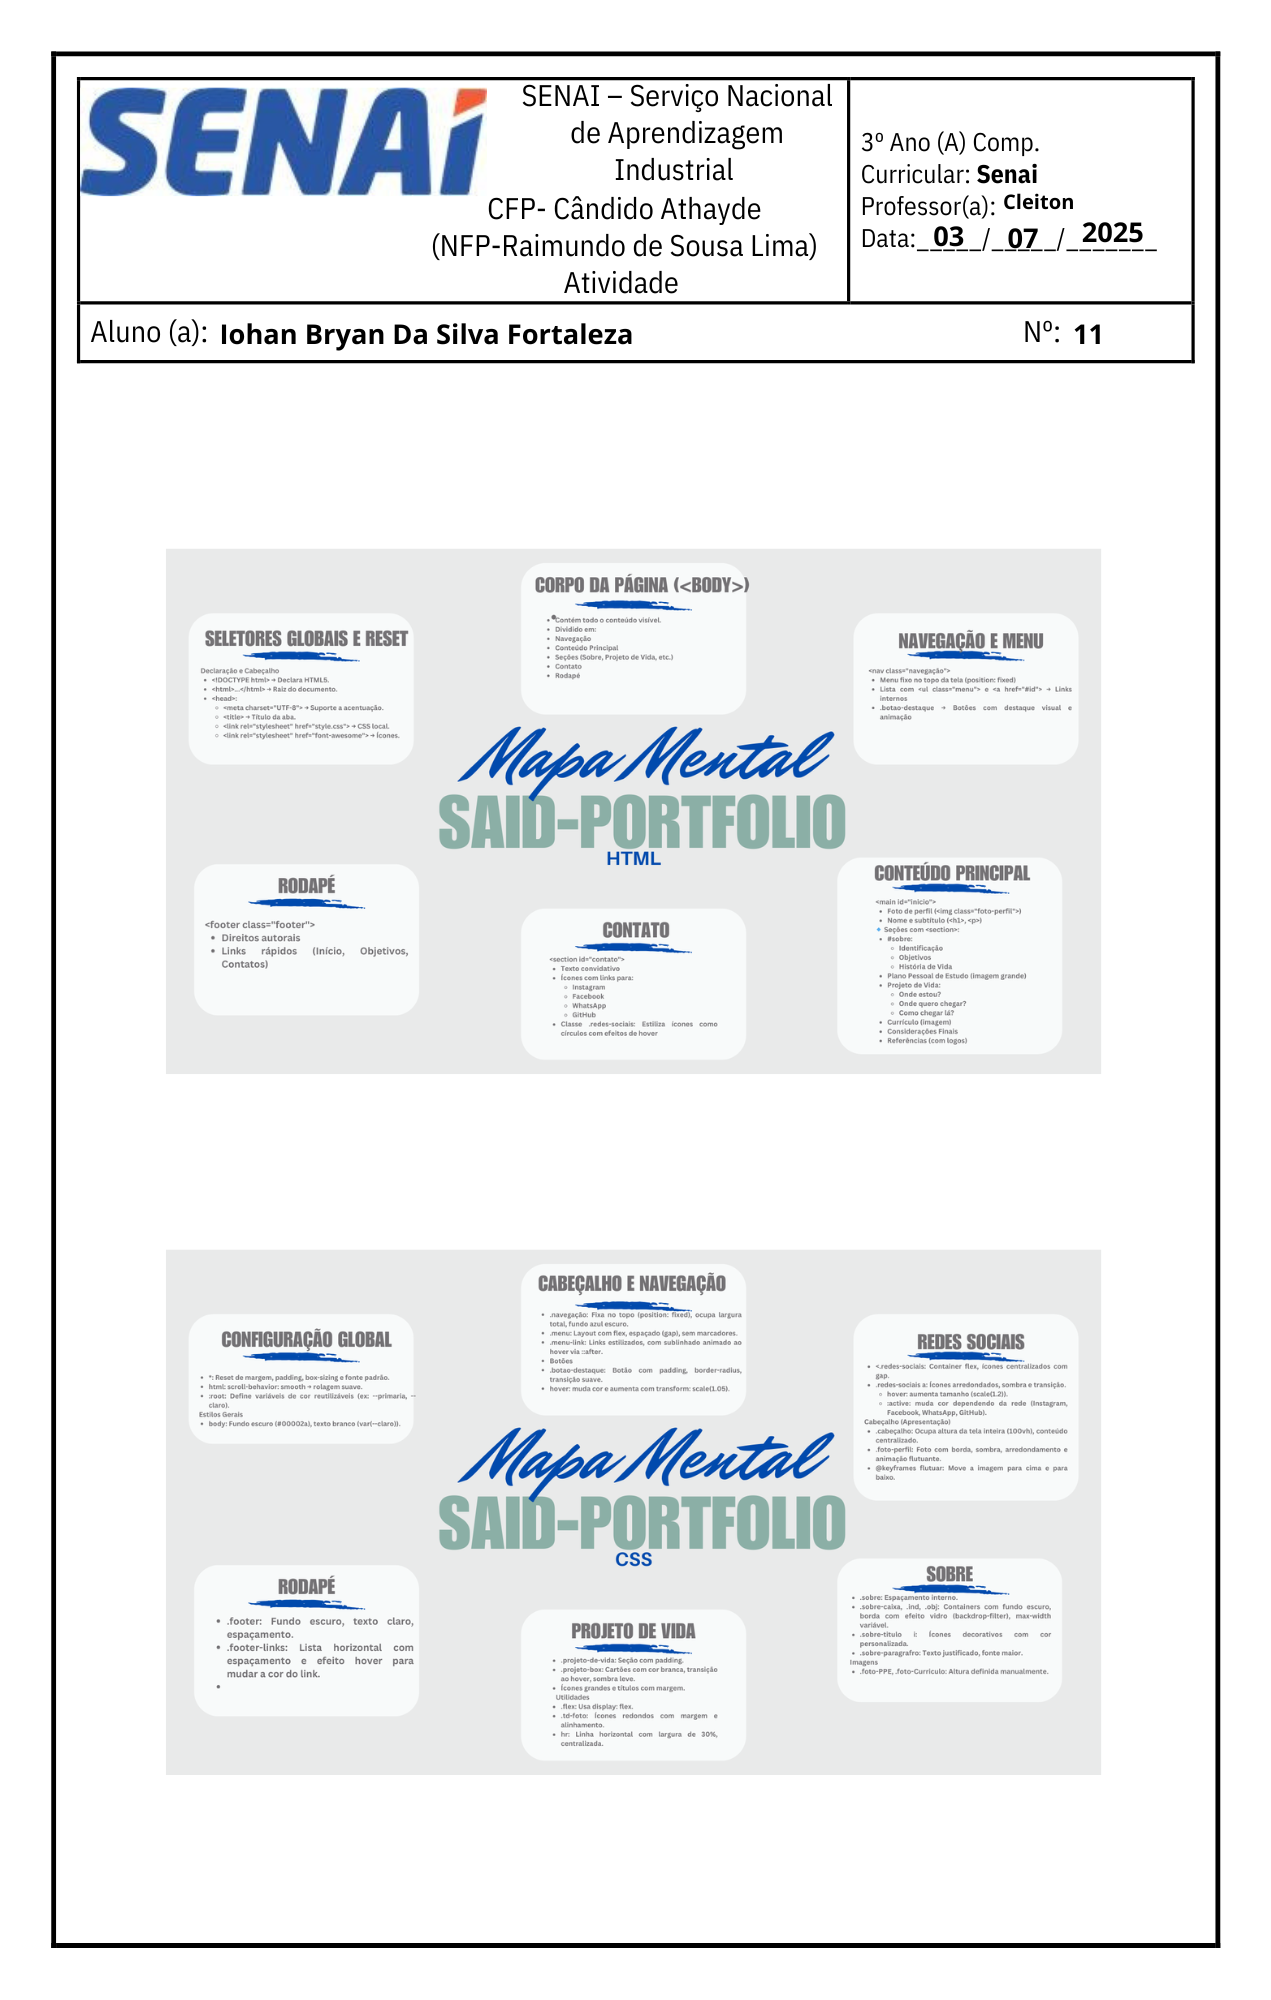 SENAI
SENAI – Serviço Nacional
de Aprendizagem
Industrial
CFP- Cândido Athayde
(NFP-Raimundo de Sousa Lima)
Atividade
3º Ano (A) Comp.
Curricular: Senai
Professor(a): Cleiton
Data:_03_/_07_/_2025_
Aluno (a): Iohan Bryan Da Silva Fortaleza Nº: 11
CORPO DA PÁGINA (<BODY>)
• Contém todo o conteúdo visível.
• Dividido em:
• Navegação
• Conteúdo Principal
• Seções (Sobre, Projeto de Vida, etc.)
• Contato
• Rodapé
SELETORES GLOBAIS E RESET
Declaração e Cabeçalho
• <!DOCTYPE html> → Declara HTML5.
• <html>...</html> → Raiz do documento.
• <head>:
◦ <meta charset="UTF-8"> → Suporte a acentuação.
◦ <title> → Título da aba.
◦ <link rel="stylesheet" href="style.css"> → CSS local.
◦ <link rel="stylesheet" href="font-awesome"> → Ícones.
NAVEGAÇÃO E MENU
<nav class="navegação">
• Menu fixo no topo da tela (position: fixed)
• Lista com <ul class="menu"> e <a href="#id"> → Links
internos
• .botao-destaque → Botões com destaque visual e
animação
Mapa Mental
SAID-PORTFOLIO
HTML
RODAPÉ
<footer class="footer">
• Direitos autorais
• Links rápidos (Início, Objetivos,
Contatos)
CONTATO
<section id="contato">
• Texto convidativo
• Ícones com links para:
◦ Instagram
◦ Facebook
◦ WhatsApp
◦ GitHub
• Classe .redes-sociais: Estiliza ícones como
círculos com efeitos de hover
CONTEÚDO PRINCIPAL
<main id="inicio">
• Foto de perfil (<img class="foto-perfil">)
• Nome e subtítulo (<h1>, <p>)
🔹 Seções com <section>:
• #sobre:
◦ Identificação
◦ Objetivos
◦ História de Vida
• Plano Pessoal de Estudo (imagem grande)
• Projeto de Vida:
◦ Onde estou?
◦ Onde quero chegar?
◦ Como chegar lá?
• Currículo (imagem)
• Considerações Finais
• Referências (com logos)
CABEÇALHO E NAVEGAÇÃO
• .navegação: Fixa no topo (position: fixed), ocupa largura
total, fundo azul escuro.
• .menu: Layout com flex, espaçado (gap), sem marcadores.
• .menu-link: Links estilizados, com sublinhado animado ao
hover via ::after.
• Botões
• .botao-destaque: Botão com padding, border-radius,
transição suave.
• hover: muda cor e aumenta com transform: scale(1.05).
CONFIGURAÇÃO GLOBAL
• *: Reset de margem, padding, box-sizing e fonte padrão.
• html: scroll-behavior: smooth → rolagem suave.
• :root: Define variáveis de cor reutilizáveis (ex: --primaria, --
claro).
Estilos Gerais
• body: Fundo escuro (#00002a), texto branco (var(--claro)).
REDES SOCIAIS
• <.redes-sociais: Container flex, ícones centralizados com
gap.
• .redes-sociais a: Ícones arredondados, sombra e transição.
◦ hover: aumenta tamanho (scale(1.2)).
◦ :active: muda cor dependendo da rede (Instagram,
Facebook, WhatsApp, GitHub).
Cabeçalho (Apresentação)
• .cabeçalho: Ocupa altura da tela inteira (100vh), conteúdo
centralizado.
• .foto-perfil: Foto com borda, sombra, arredondamento e
animação flutuante.
• @keyframes flutuar: Move a imagem para cima e para
baixo.
Mapa Mental
SAID-PORTFOLIO
CSS
RODAPÉ
• .footer: Fundo escuro, texto claro,
espaçamento.
• .footer-links: Lista horizontal com
espaçamento e efeito hover para
mudar a cor do link.
•
PROJETO DE VIDA
• .projeto-de-vida: Seção com padding.
• .projeto-box: Cartões com cor branca, transição
ao hover, sombra leve.
• Ícones grandes e títulos com margem.
Utilidades
• .flex: Usa display: flex.
• .td-foto: Ícones redondos com margem e
alinhamento.
• hr: Linha horizontal com largura de 30%,
centralizada.
SOBRE
• .sobre: Espaçamento interno.
• .sobre-caixa, .ind, .obj: Containers com fundo escuro,
borda com efeito vidro (backdrop-filter), max-width
variável.
• .sobre-titulo i: Ícones decorativos com cor
personalizada.
• .sobre-paragrafro: Texto justificado, fonte maior.
Imagens
• .foto-PPE, .foto-Curriculo: Altura definida manualmente.